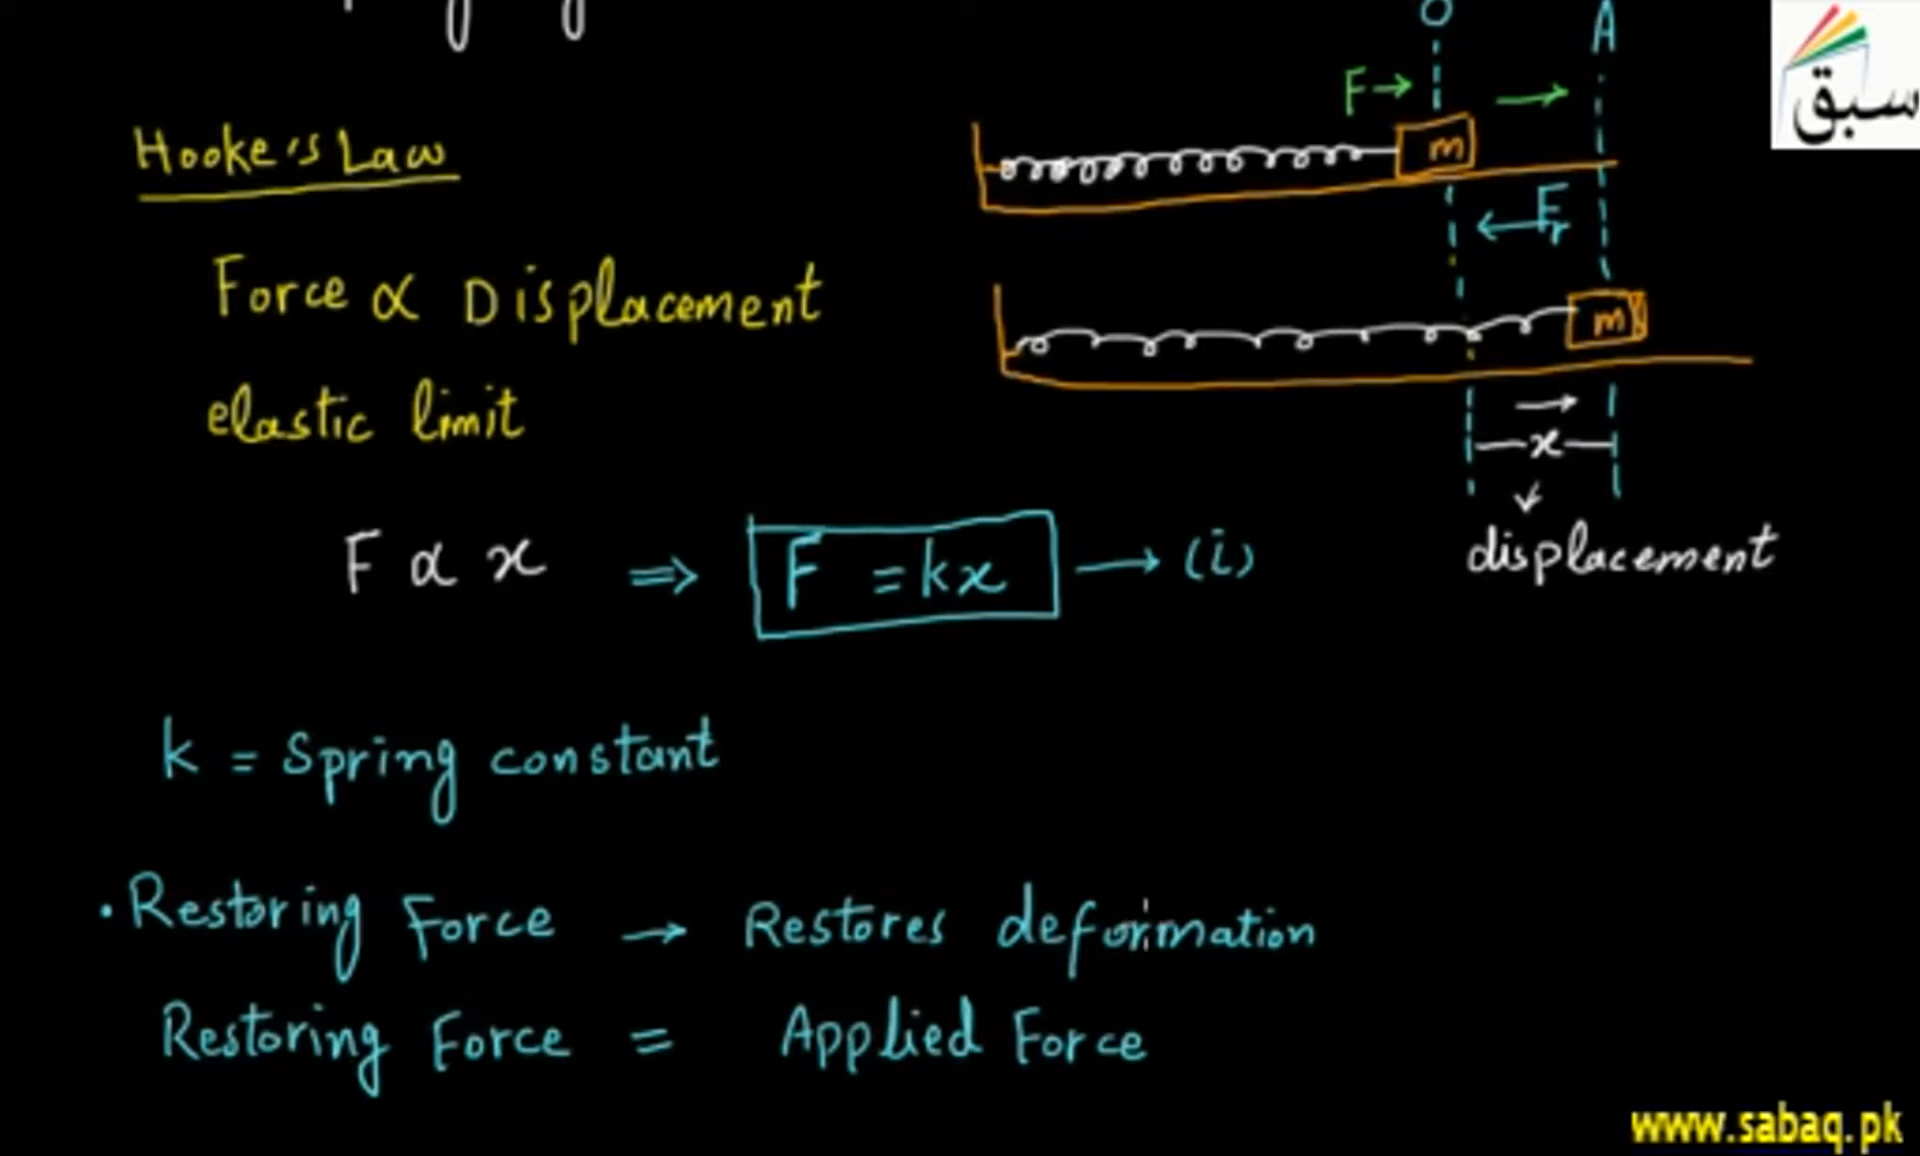 O A
F→ →
m
سبق
Hooke's Law
Fr
←
Force ∝ Displacement
m
elastic limit
→
x
F ∝ x ⇒ F = kx → (i)
displacement
k = Spring constant
· Restoring Force → Restores deformation
Restoring Force = Applied Force
www.sabaq.pk